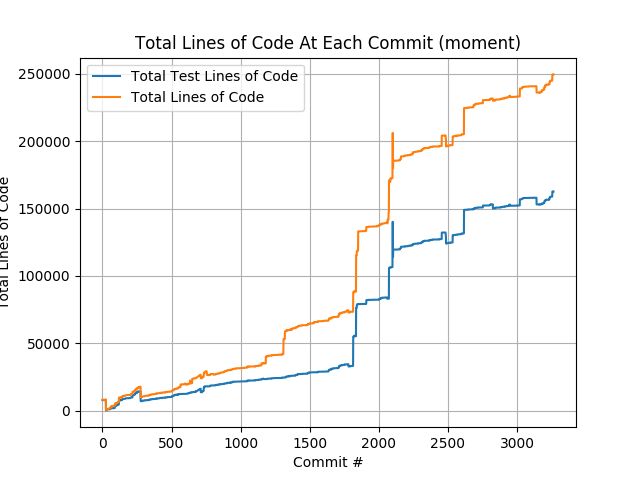 Total Lines of Code At Each Commit (moment)
Total Test Lines of Code
Total Lines of Code
250000
200000
150000
100000
50000
0
Total Lines of Code
0 500 1000 1500 2000 2500 3000
Commit #